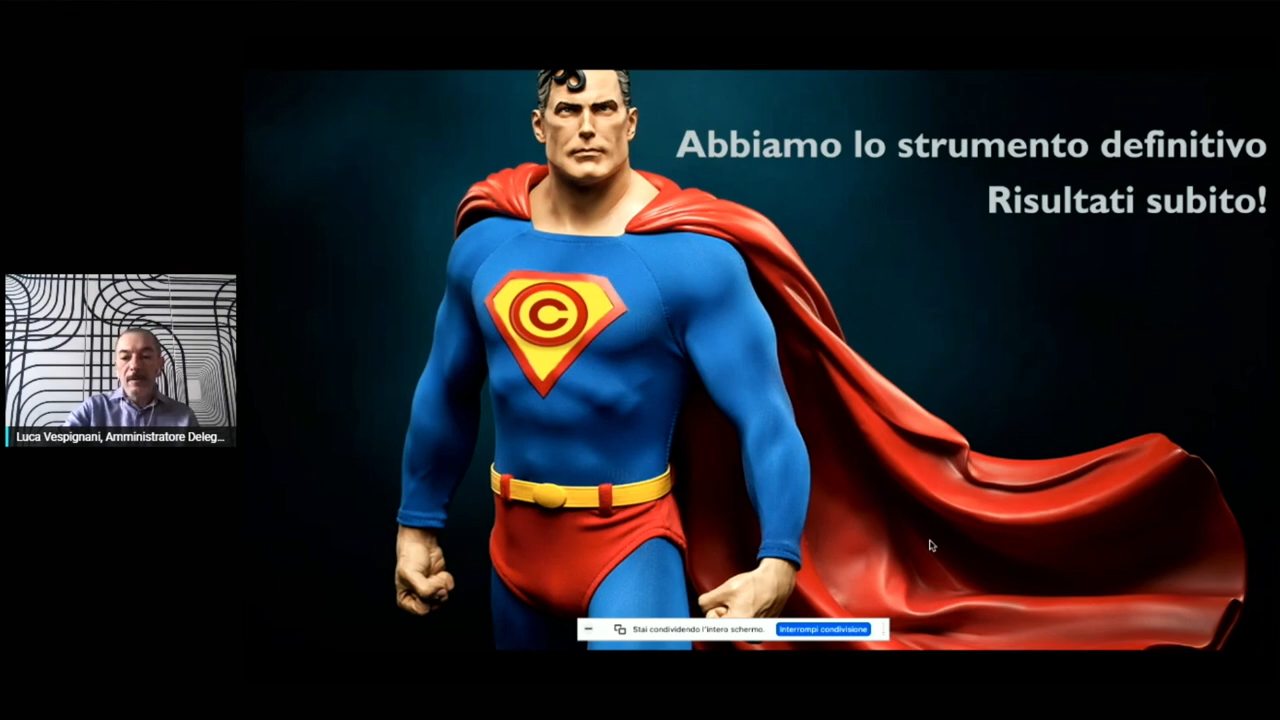 Abbiamo lo strumento definitivo
Risultati subito!
©
Luca Vespignani, Amministratore Deleg...
Stai condividendo l'intero schermo.
Interrompi condivisione